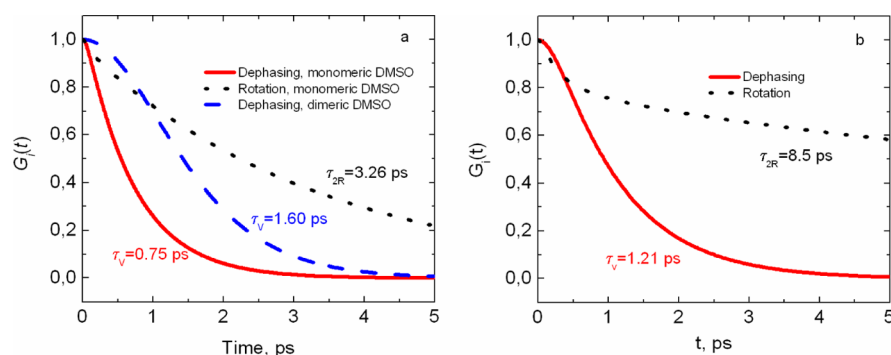 a
1,0
0,8
0,6
0,4
0,2
0,0
G_i(t)
Dephasing, monomeric DMSO
Rotation, monomeric DMSO
Dephasing, dimeric DMSO
τ_2R=3.26 ps
τ_V=1.60 ps
τ_V=0.75 ps
0 1 2 3 4 5
Time, ps
b
1,0
0,8
0,6
0,4
0,2
0,0
G_i(t)
Dephasing
Rotation
τ_2R=8.5 ps
τ_V=1.21 ps
0 1 2 3 4 5
t, ps